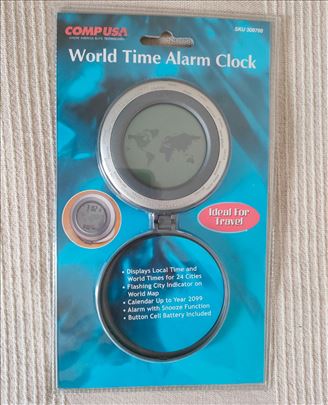 COMPUSA
SKU 300798
World Time Alarm Clock
Ideal For
Travel
• Displays Local Time and
World Times for 24 Cities
• Flashing City Indicator on
World Map
• Calendar Up to Year 2099
• Alarm with Snooze Function
• Button Cell Battery Included